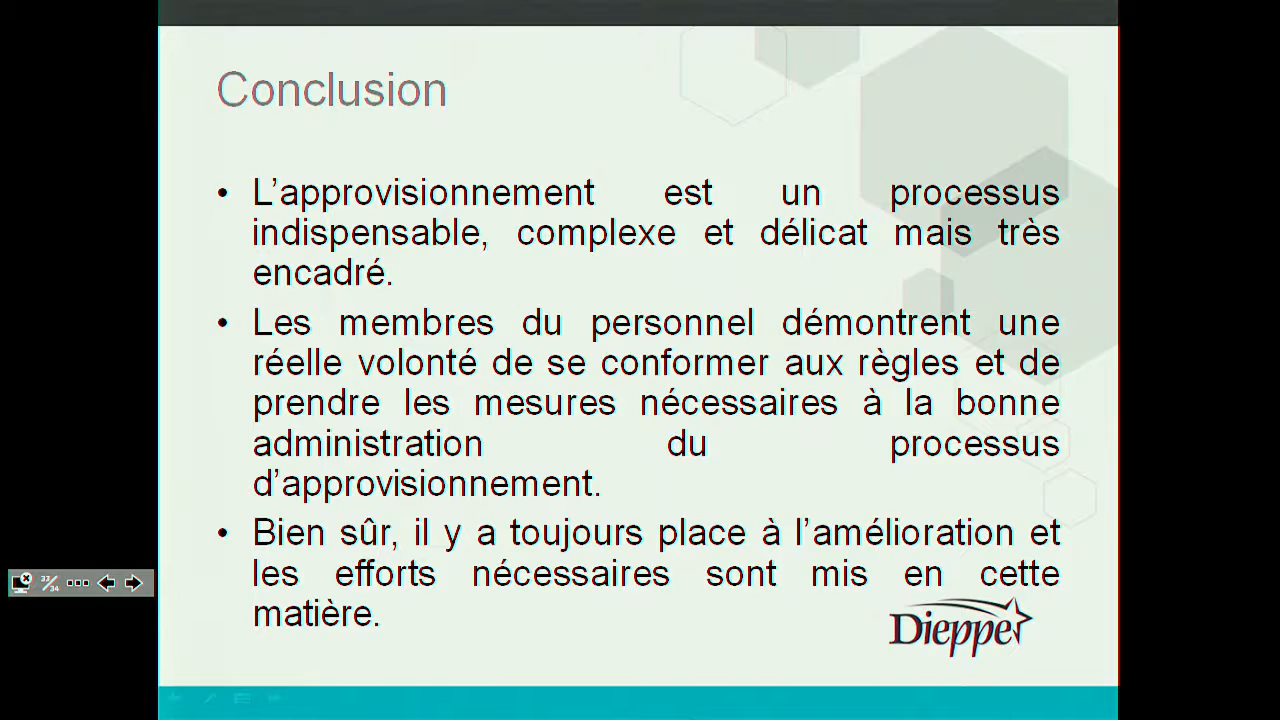 Conclusion
• L’approvisionnement est un processus
indispensable, complexe et délicat mais très
encadré.
• Les membres du personnel démontrent une
réelle volonté de se conformer aux règles et de
prendre les mesures nécessaires à la bonne
administration du processus
d’approvisionnement.
• Bien sûr, il y a toujours place à l’amélioration et
les efforts nécessaires sont mis en cette
matière.
33/34
Dieppe